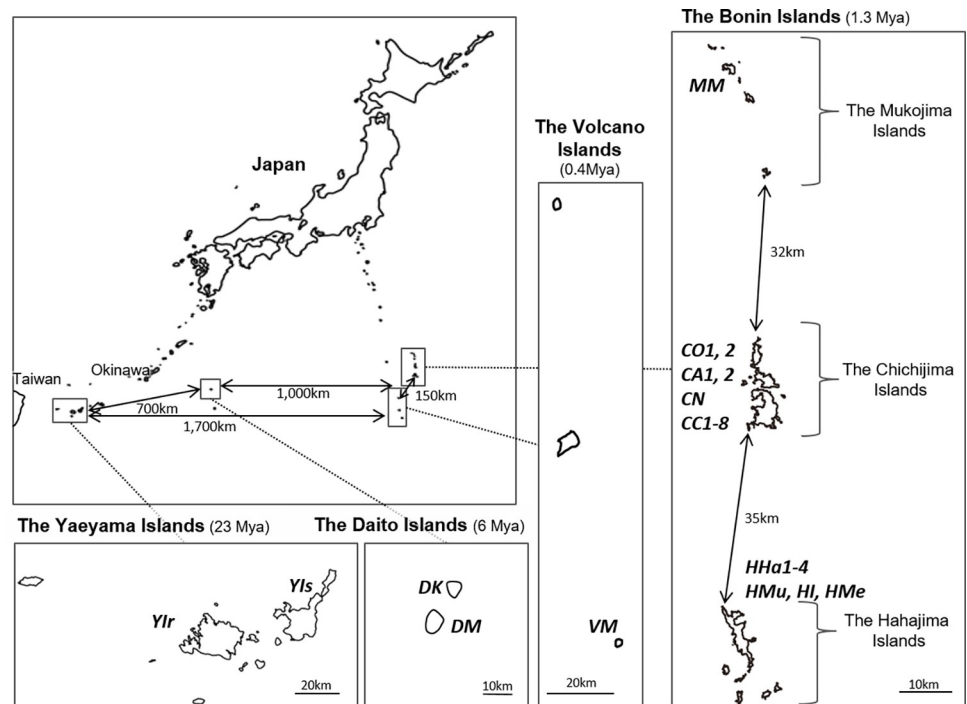 The Bonin Islands (1.3 Mya)
MM
The Mukojima
Islands
32km
CO1, 2
CA1, 2
CN
CC1-8
The Chichijima
Islands
35km
HHa1-4
HMu, HI, HMe
The Hahajima
Islands
10km
The Volcano
Islands
(0.4Mya)
VM
20km
Japan
Taiwan
Okinawa
700km
1,000km
150km
1,700km
The Yaeyama Islands (23 Mya)
YIs
YIr
20km
The Daito Islands (6 Mya)
DK
DM
10km